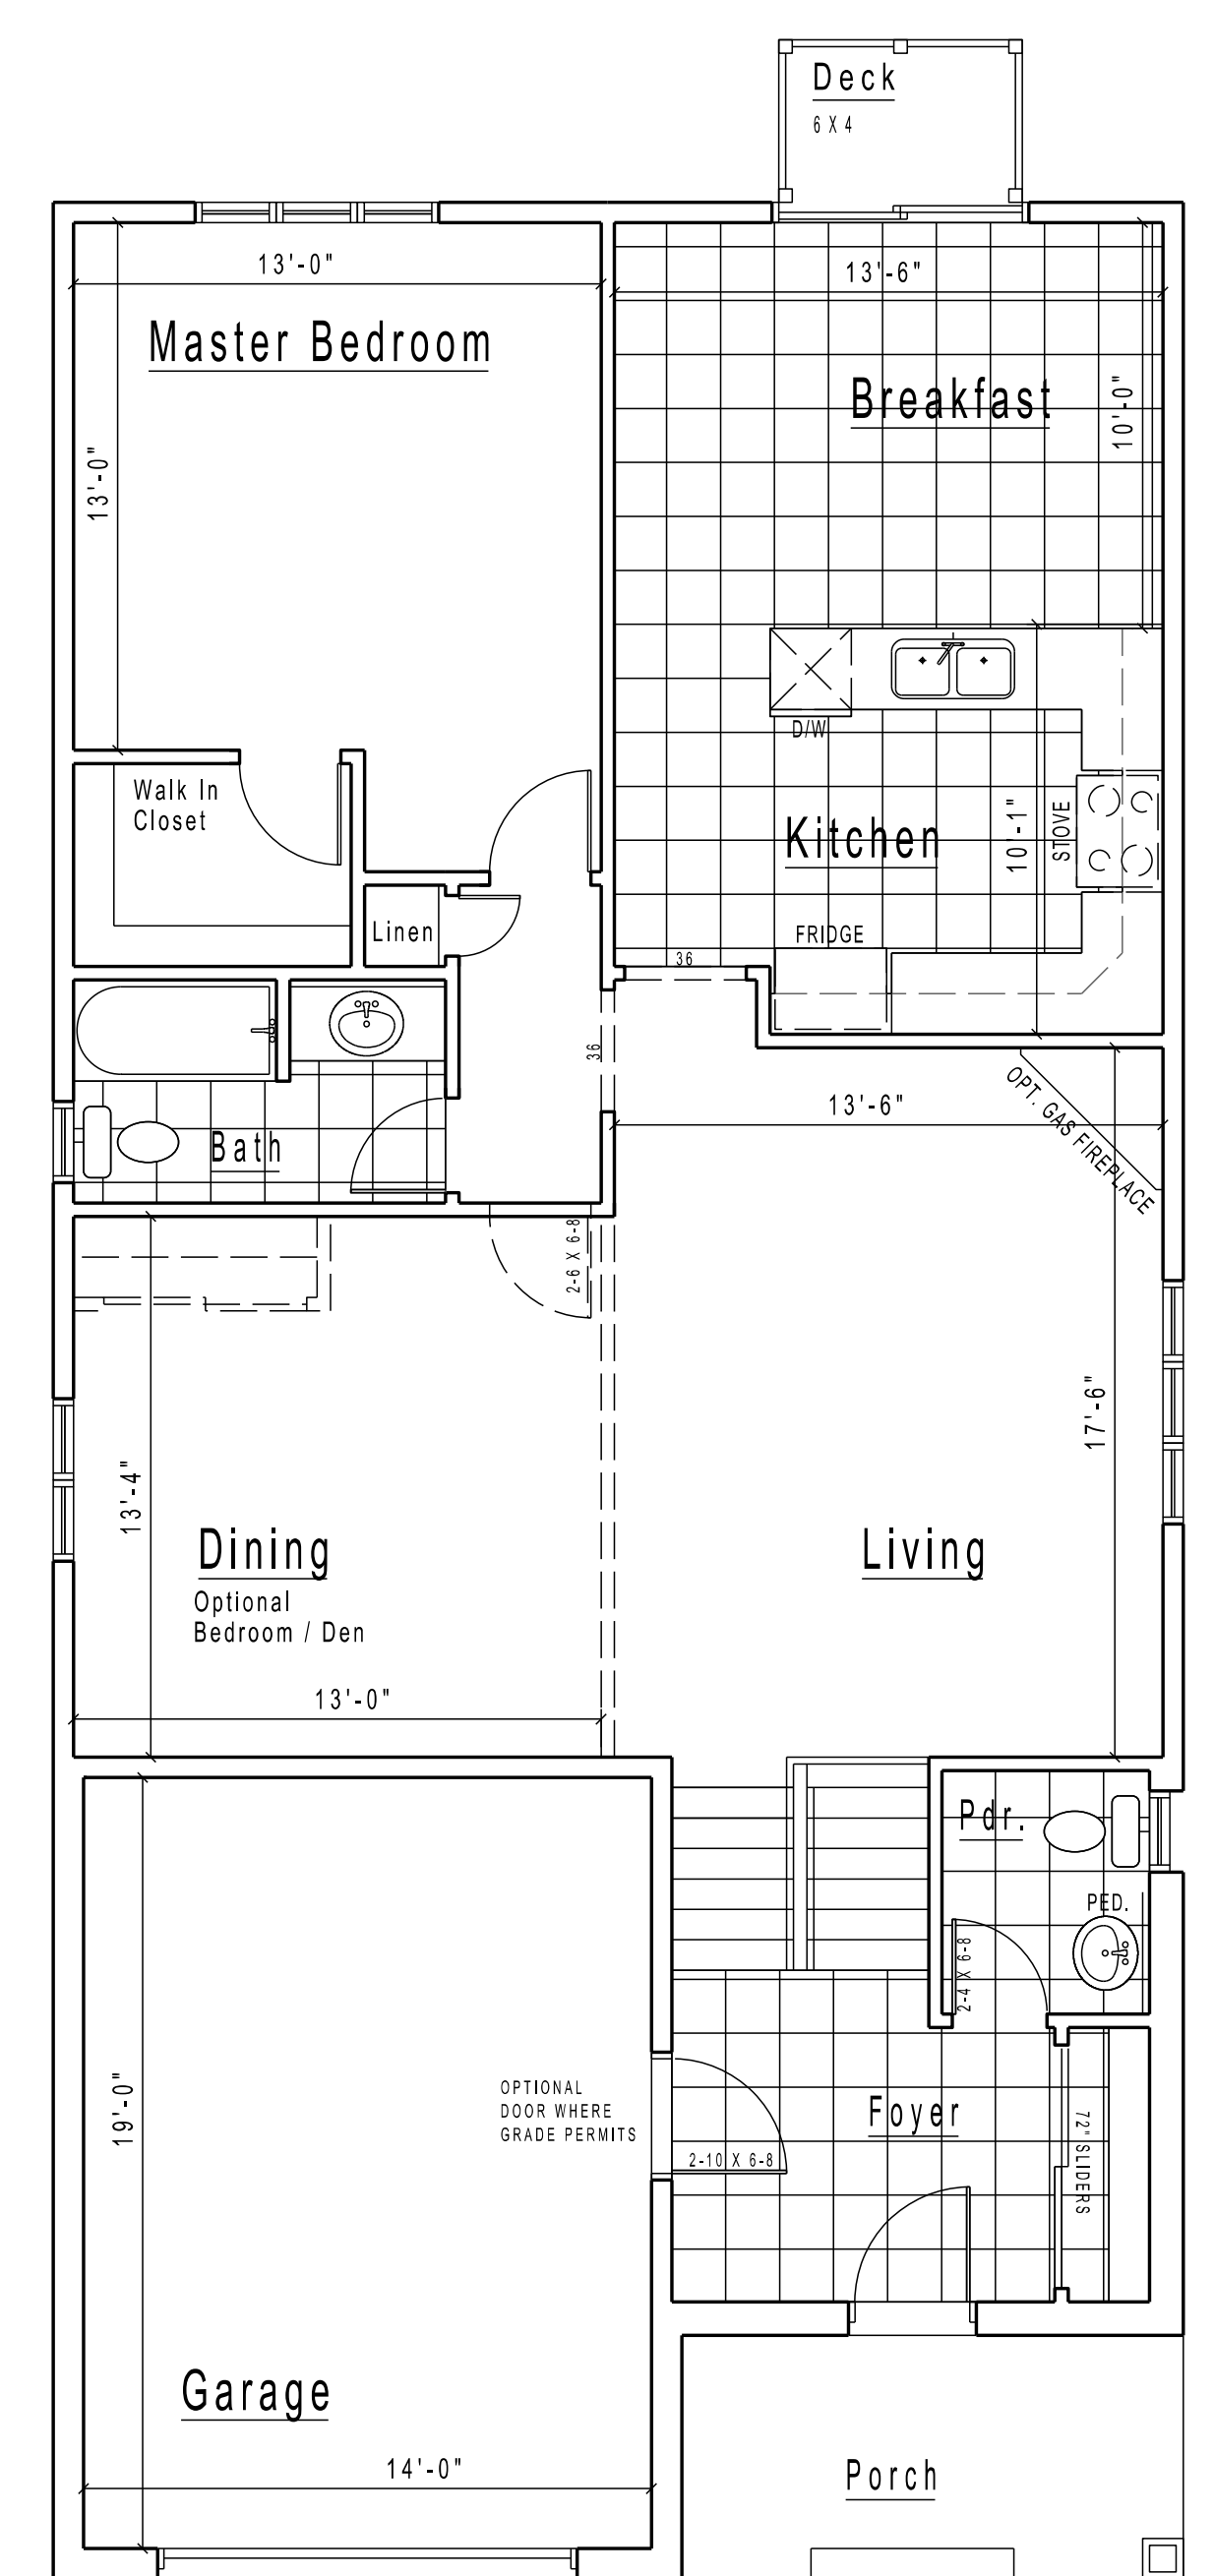 Deck
6 X 4
13'-0"
13'-6"
Master Bedroom
Breakfast
10'-0"
13'-0"
D/W
Walk In
Closet
Kitchen
10'-1"
STOVE
Linen
FRIDGE
36
36
13'-6"
OPT. GAS FIREPLACE
Bath
2-6 X 6-8
17'-6"
13'-4"
Dining
Optional
Bedroom / Den
Living
13'-0"
Pdr.
PED.
2-4 X 6-8
19'-0"
OPTIONAL
DOOR WHERE
GRADE PERMITS
Foyer
2-10 X 6-8
72" SLIDERS
Garage
14'-0"
Porch